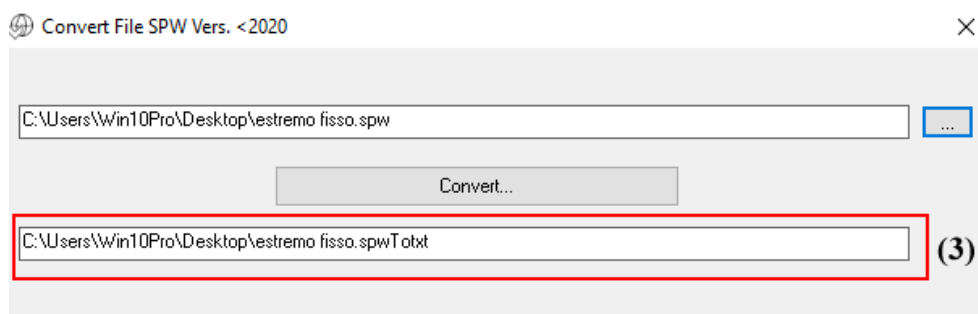 Convert File SPW Vers. <2020
C:\Users\Win10Pro\Desktop\estremo fisso.spw
...
Convert...
C:\Users\Win10Pro\Desktop\estremo fisso.spwTotxt
(3)